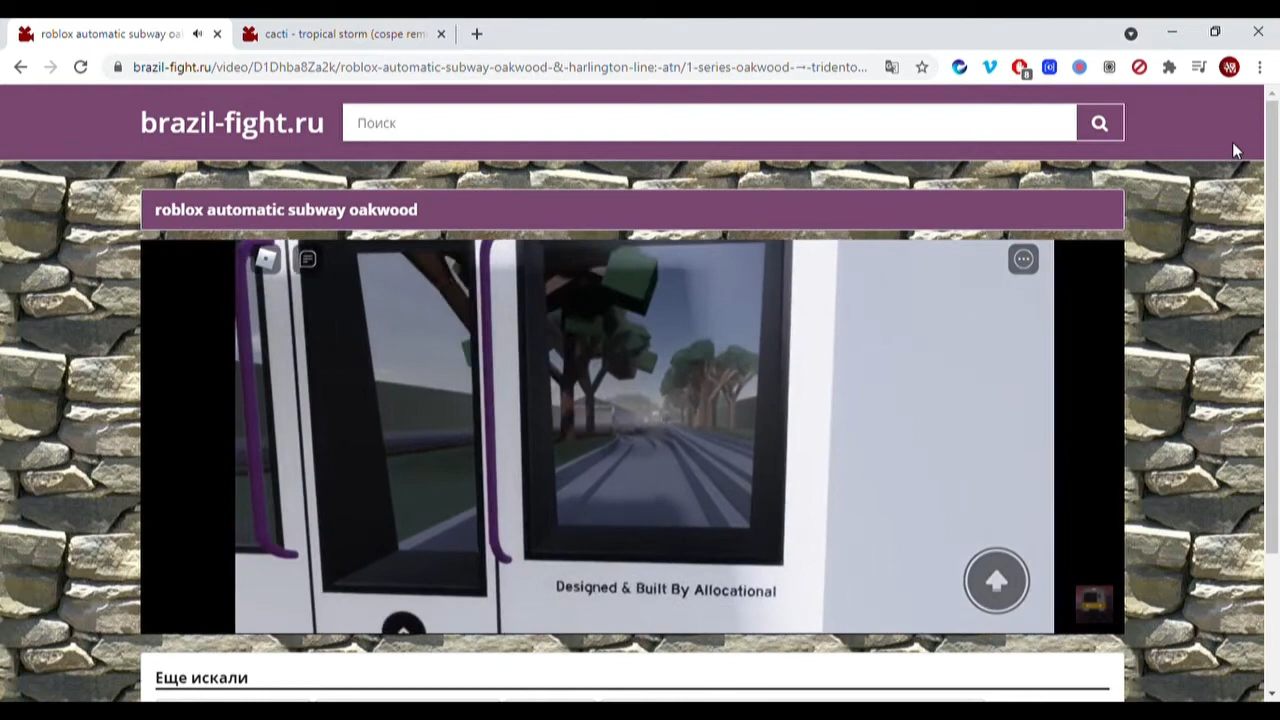 roblox automatic subway oa
cacti - tropical storm (cospe rem
brazil-fight.ru/video/D1Dhba8Za2k/roblox-automatic-subway-oakwood-&-harlington-line:-atn/1-series-oakwood-→-tridento...
8
brazil-fight.ru
Поиск
roblox automatic subway oakwood
Designed & Built By Allocational
Еще искали